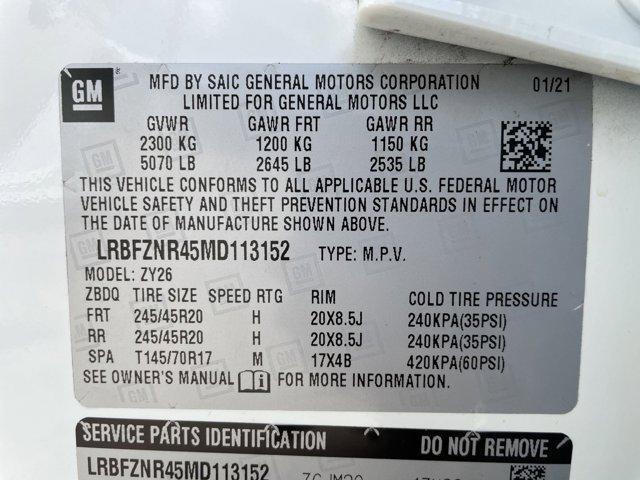 GM
MFD BY SAIC GENERAL MOTORS CORPORATION 01/21
LIMITED FOR GENERAL MOTORS LLC
GVWR GAWR FRT GAWR RR
2300 KG 1200 KG 1150 KG
5070 LB 2645 LB 2535 LB
THIS VEHICLE CONFORMS TO ALL APPLICABLE U.S. FEDERAL MOTOR
VEHICLE SAFETY AND THEFT PREVENTION STANDARDS IN EFFECT ON
THE DATE OF MANUFACTURE SHOWN ABOVE.
LRBFZNR45MD113152 TYPE: M.P.V.
MODEL: ZY26
ZBDQ TIRE SIZE SPEED RTG RIM COLD TIRE PRESSURE
FRT 245/45R20 H 20X8.5J 240KPA(35PSI)
RR 245/45R20 H 20X8.5J 240KPA(35PSI)
SPA T145/70R17 M 17X4B 420KPA(60PSI)
SEE OWNER'S MANUAL FOR MORE INFORMATION.
SERVICE PARTS IDENTIFICATION DO NOT REMOVE
LRBFZNR45MD113152